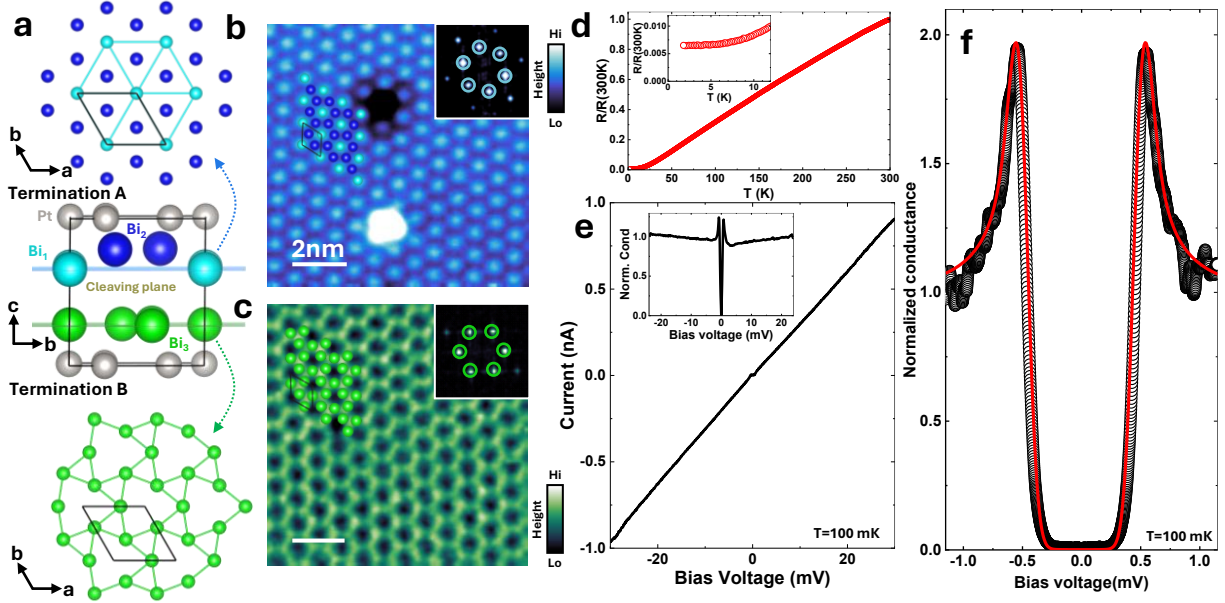 a
b
a
Termination A
Pt
Bi2
Bi1
Cleaving plane
c
b
Bi3
Termination B
b
a
b
Hi
Height
Lo
2nm
c
Hi
Height
Lo
d
R/R(300K)
1.0
0.8
0.6
0.4
0.2
0.0
0 50 100 150 200 250 300
T (K)
R/R(300K)
0.010
0.005
0.000
0 5 10
T (K)
e
Current (nA)
1.0
0.5
0.0
-0.5
-1.0
-20 0 20
Bias Voltage (mV)
T=100 mK
Norm. Cond
1.0
0.5
0.0
-20 -10 0 10 20
Bias voltage (mV)
f
Normalized conductance
2.0
1.5
1.0
0.5
0.0
-1.0 -0.5 0.0 0.5 1.0
Bias voltage(mV)
T=100 mK